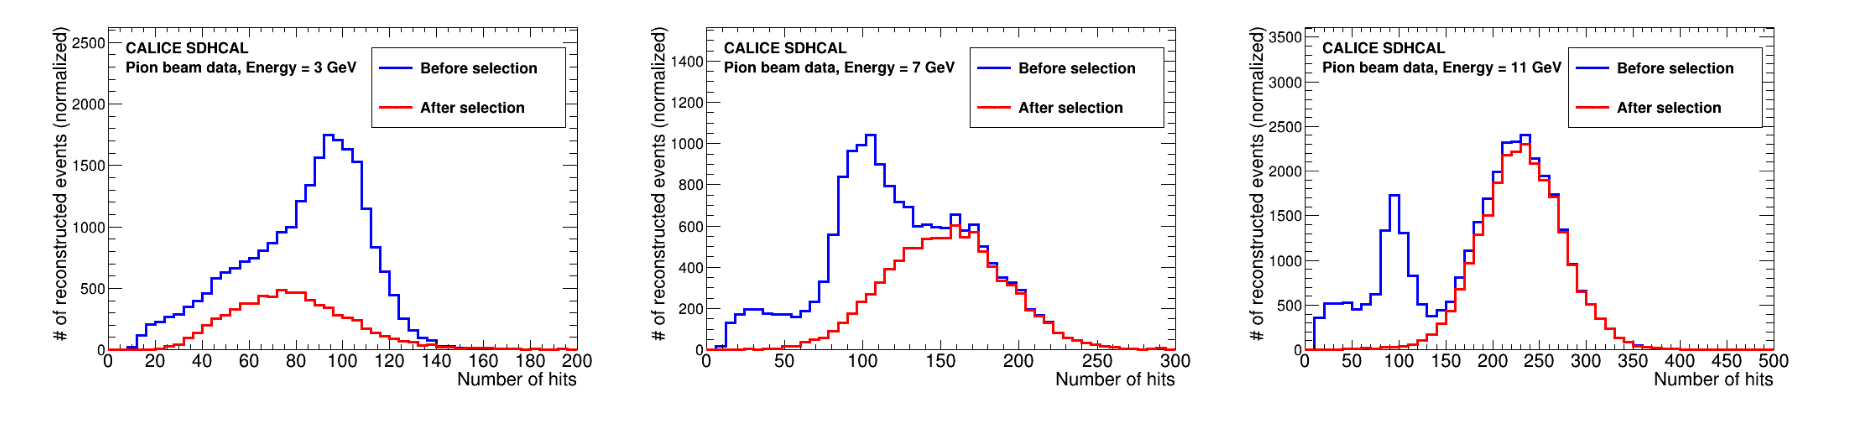 # of reconstructed events (normalized)
2500
2000
1500
1000
500
0
CALICE SDHCAL
Pion beam data, Energy = 3 GeV
Before selection
After selection
0 20 40 60 80 100 120 140 160 180 200
Number of hits
# of reconstructed events (normalized)
1400
1200
1000
800
600
400
200
0
CALICE SDHCAL
Pion beam data, Energy = 7 GeV
Before selection
After selection
0 50 100 150 200 250 300
Number of hits
# of reconstructed events (normalized)
3500
3000
2500
2000
1500
1000
500
0
CALICE SDHCAL
Pion beam data, Energy = 11 GeV
Before selection
After selection
0 50 100 150 200 250 300 350 400 450 500
Number of hits